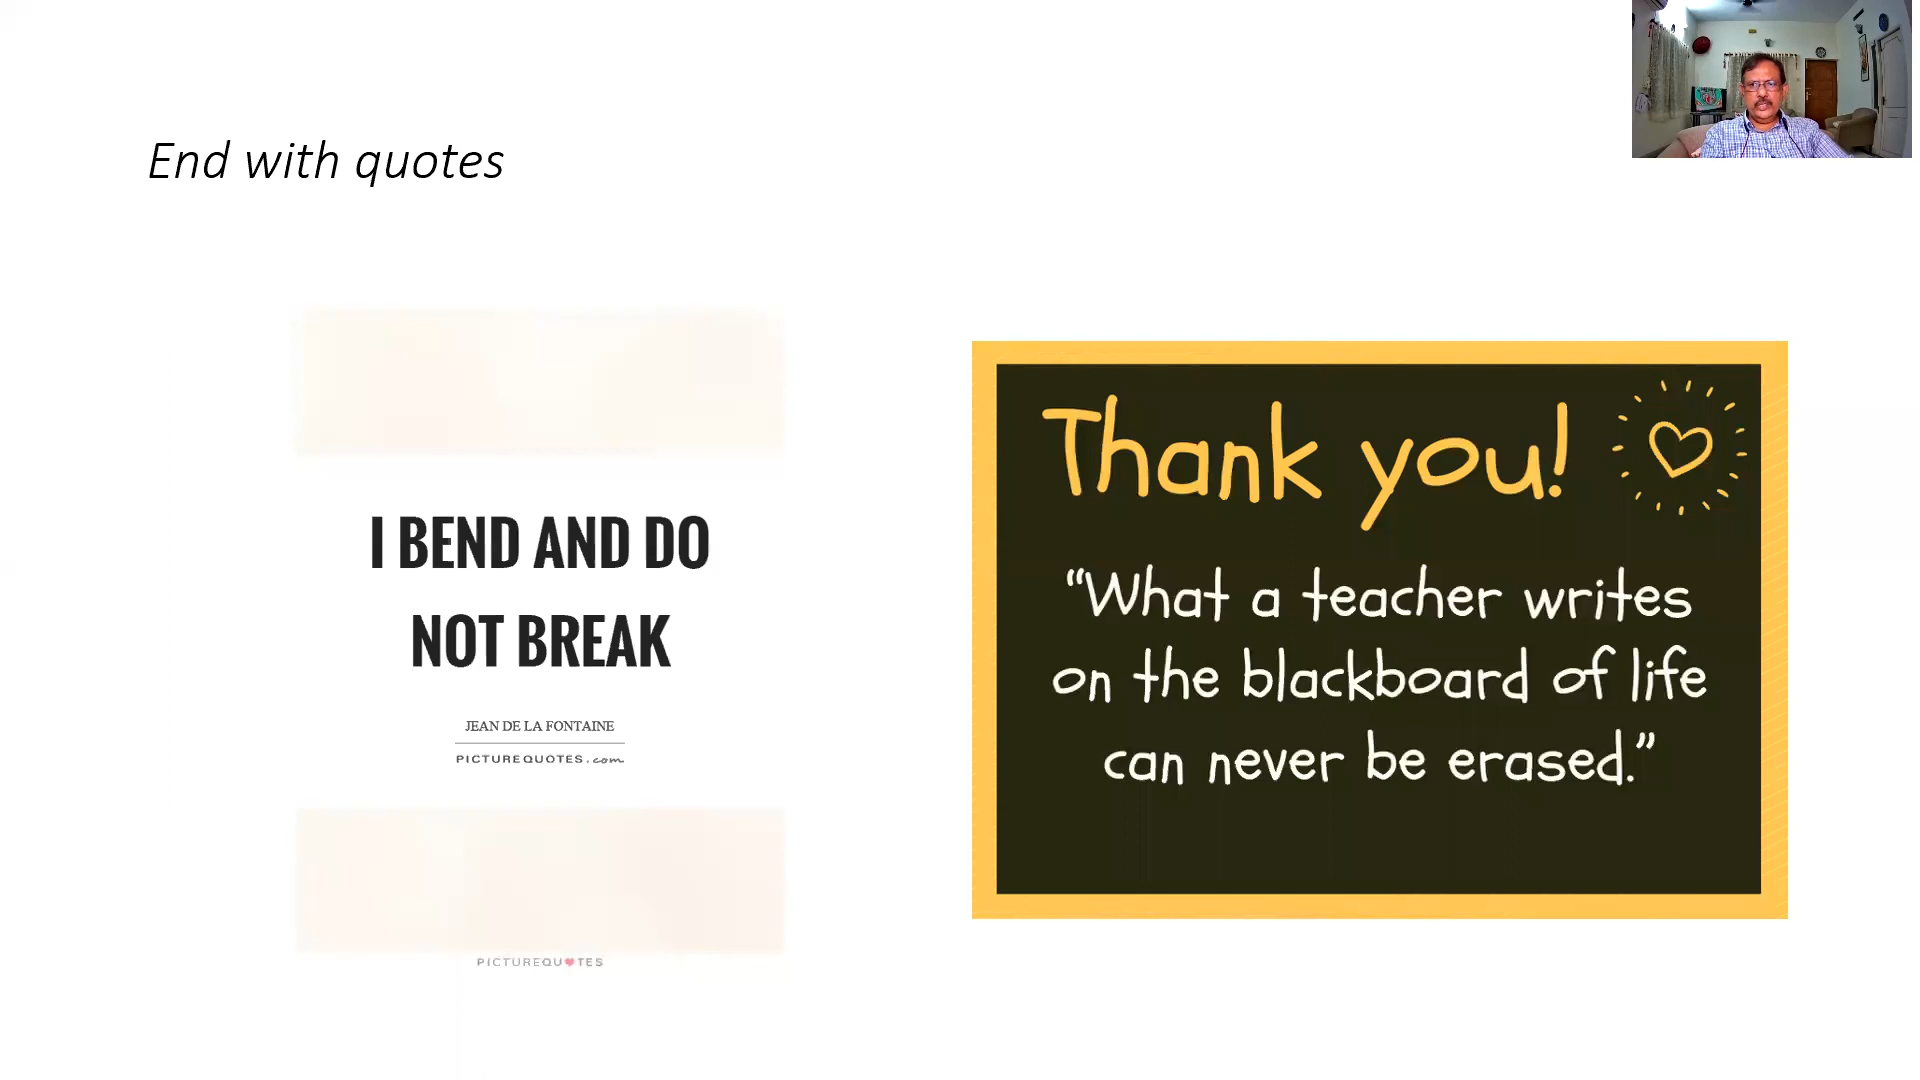 End with quotes
I BEND AND DO
NOT BREAK
JEAN DE LA FONTAINE
PICTUREQUOTES.com
PICTUREQU♥TES
Thank you!
“What a teacher writes
on the blackboard of life
can never be erased.”